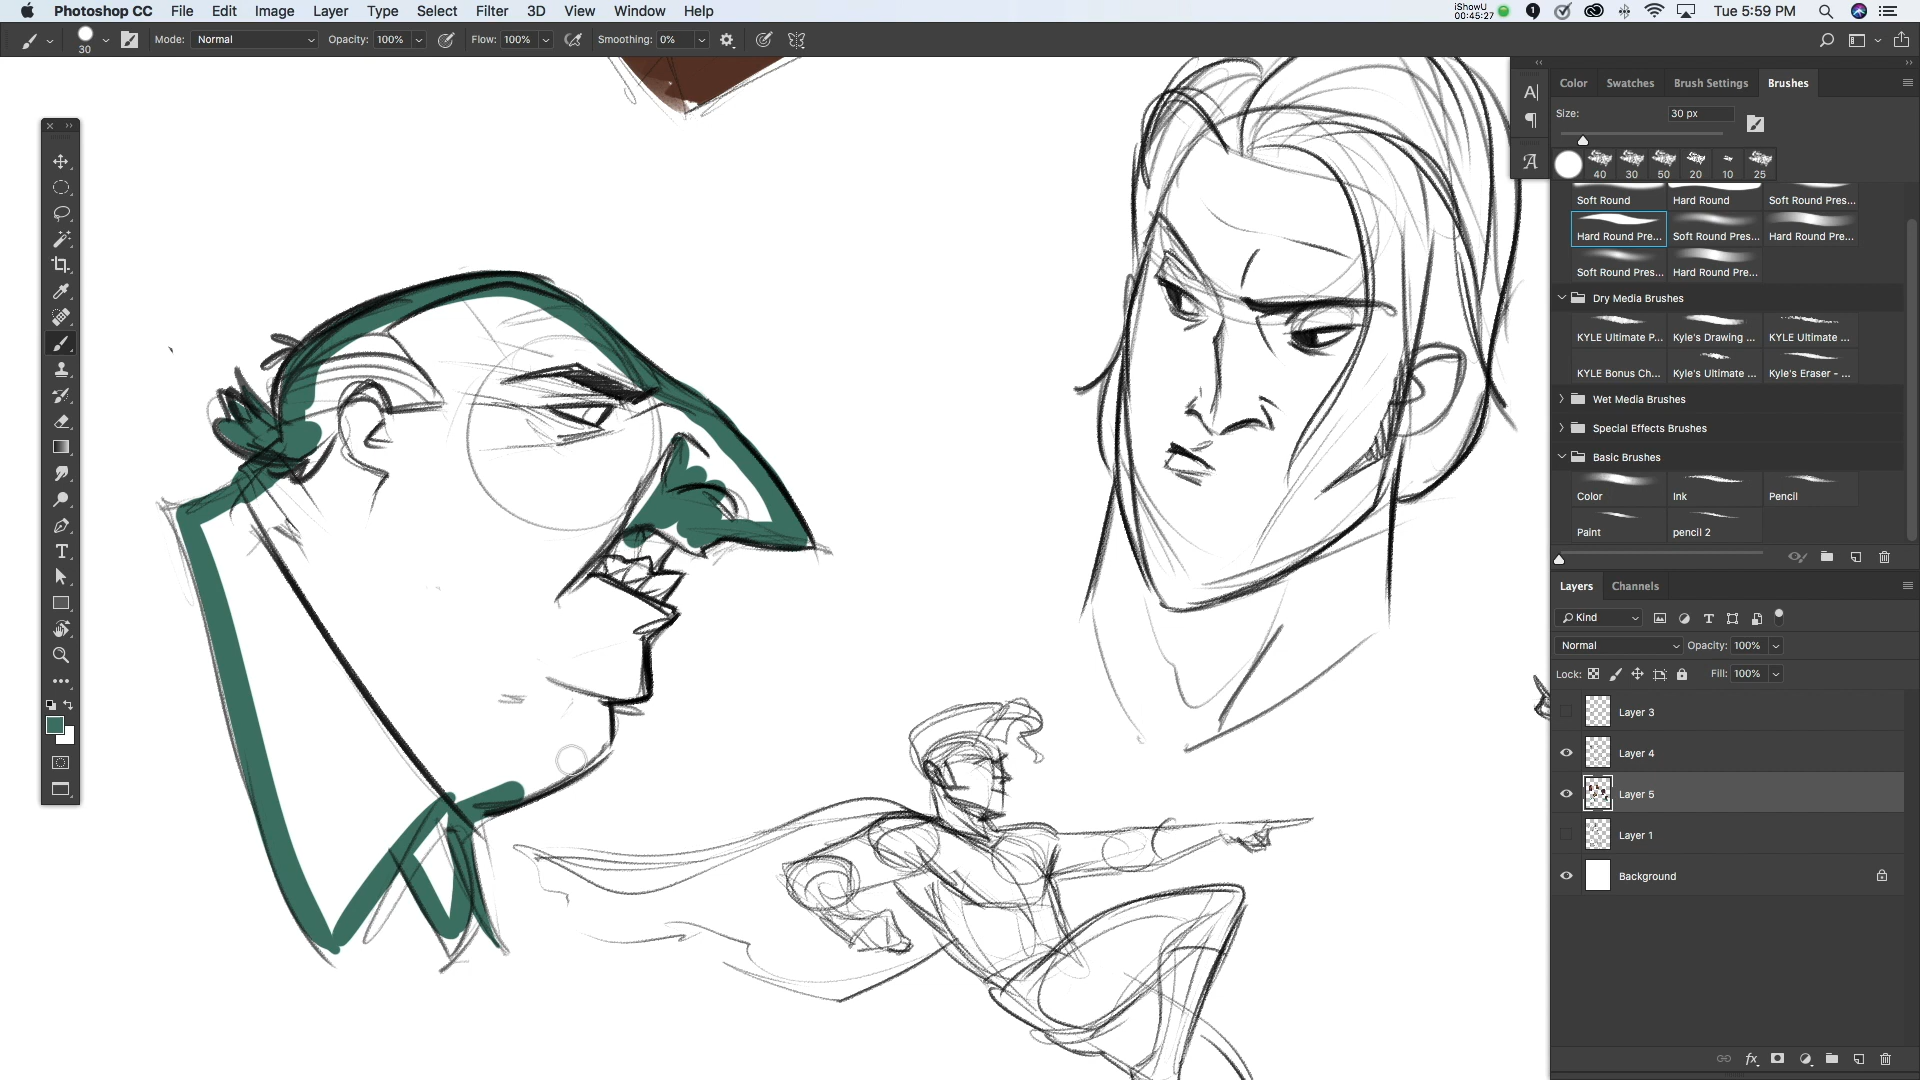 Photoshop CC File Edit Image Layer Type Select Filter 3D View Window Help
iShowU
00:45:27
1
Tue 5:59 PM
30
Mode: Normal Opacity: 100% Flow: 100% Smoothing: 0%
Color Swatches Brush Settings Brushes
Size: 30 px
40 30 50 20 10 25
Soft Round Hard Round Soft Round Pres...
Hard Round Pre... Soft Round Pres... Hard Round Pre...
Soft Round Pres... Hard Round Pre...
Dry Media Brushes
KYLE Ultimate P... Kyle's Drawing ... KYLE Ultimate ...
KYLE Bonus Ch... Kyle's Ultimate ... Kyle's Eraser - ...
Wet Media Brushes
Special Effects Brushes
Basic Brushes
Color Ink Pencil
Paint pencil 2
Layers Channels
Kind
Normal Opacity: 100%
Lock: Fill: 100%
Layer 3
Layer 4
Layer 5
Layer 1
Background
fx